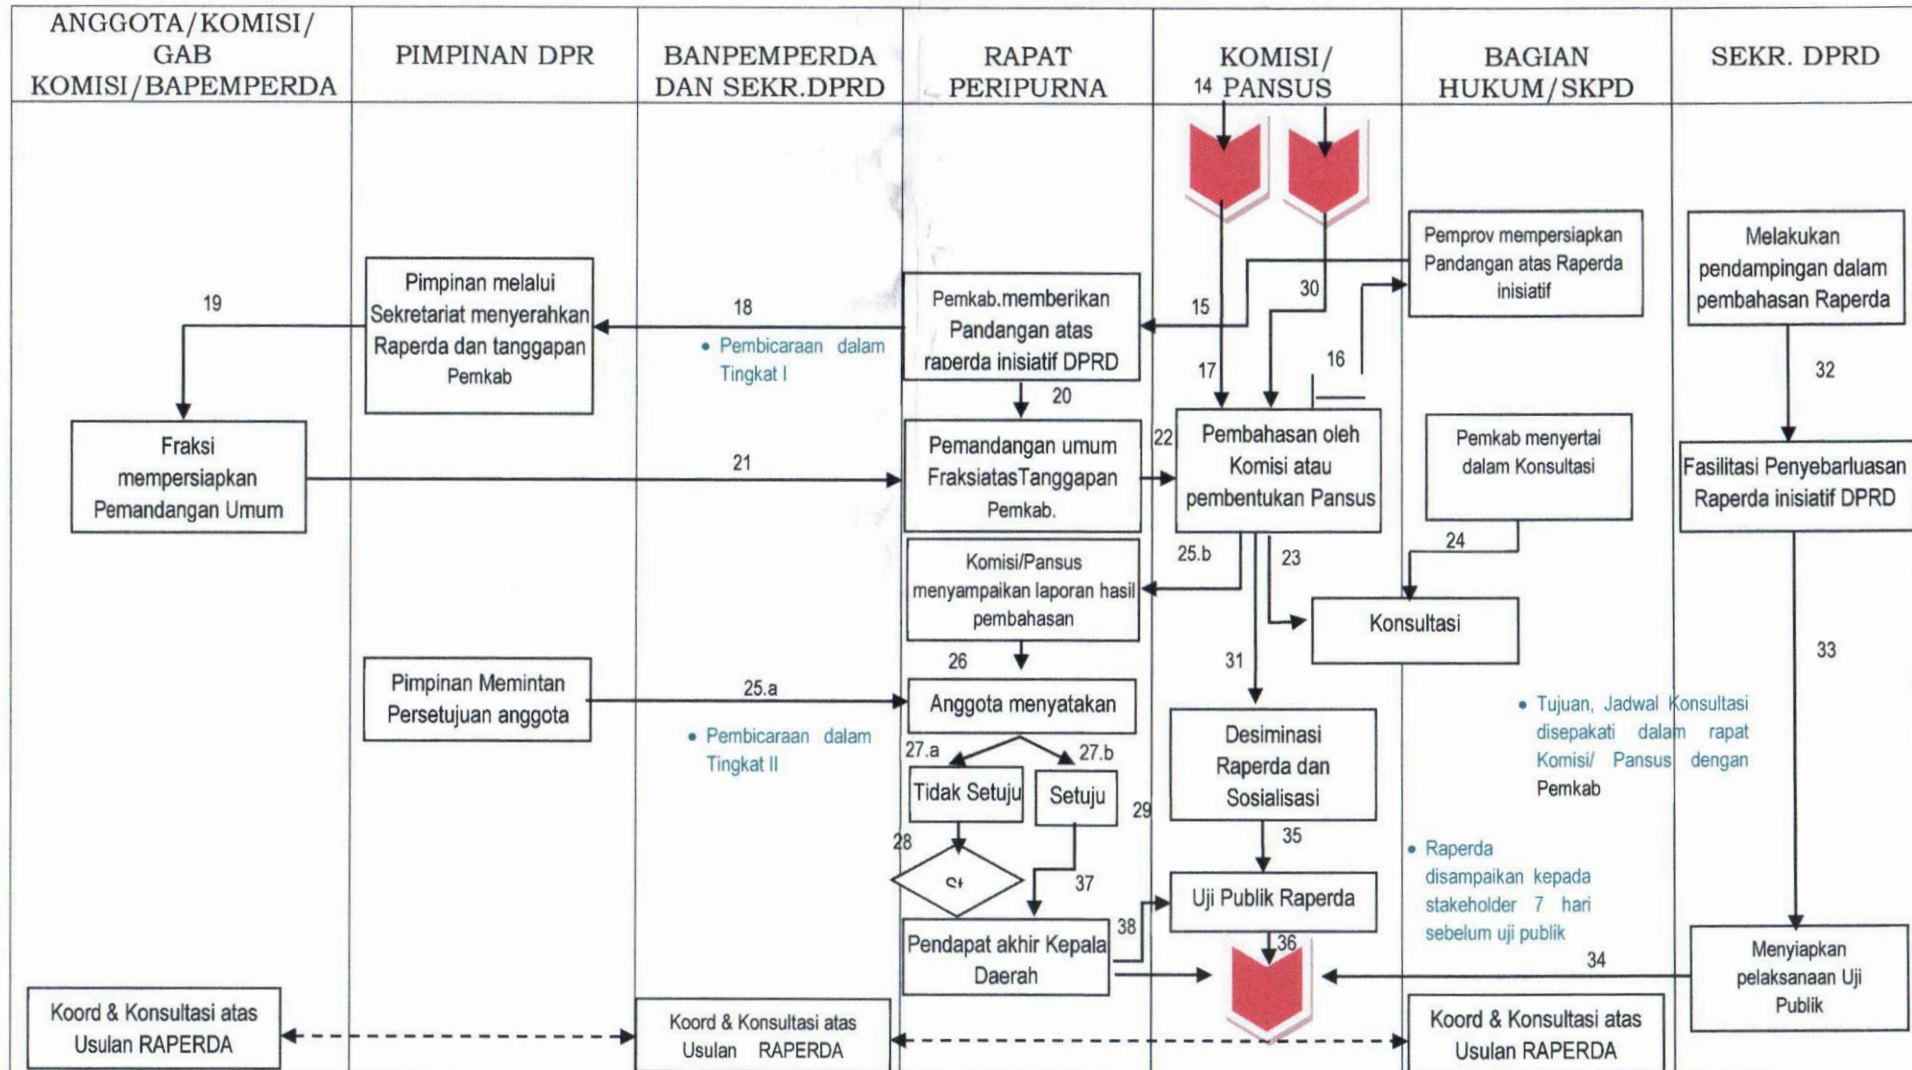 ANGGOTA/KOMISI/
GAB
KOMISI/BAPEMPERDA
PIMPINAN DPR
BANPEMPERDA
DAN SEKR.DPRD
RAPAT
PERIPURNA
KOMISI/
PANSUS
BAGIAN
HUKUM/SKPD
SEKR. DPRD
14
Pemprov mempersiapkan
Pandangan atas Raperda
inisiatif
Melakukan
pendampingan dalam
pembahasan Raperda
19
Pimpinan melalui
Sekretariat menyerahkan
Raperda dan tanggapan
Pemkab
18
• Pembicaraan dalam
Tingkat I
Pemkab.memberikan
Pandangan atas
raperda inisiatif DPRD
15
30
16
17
32
20
Fraksi
mempersiapkan
Pemandangan Umum
21
Pemandangan umum
FraksiatasTanggapan
Pemkab.
22
Pembahasan oleh
Komisi atau
pembentukan Pansus
Pemkab menyertai
dalam Konsultasi
Fasilitasi Penyebarluasan
Raperda inisiatif DPRD
Komisi/Pansus
menyampaikan laporan hasil
pembahasan
25.b
23
24
Konsultasi
33
26
31
Pimpinan Memintan
Persetujuan anggota
25.a
Anggota menyatakan
• Pembicaraan dalam
Tingkat II
27.a
27.b
Tidak Setuju
Setuju
29
Desiminasi
Raperda dan
Sosialisasi
• Tujuan, Jadwal Konsultasi
disepakati dalam rapat
Komisi/ Pansus dengan
Pemkab
28
35
37
Uji Publik Raperda
• Raperda
disampaikan kepada
stakeholder 7 hari
sebelum uji publik
38
36
Pendapat akhir Kepala
Daerah
34
Menyiapkan
pelaksanaan Uji
Publik
Koord & Konsultasi atas
Usulan RAPERDA
Koord & Konsultasi atas
Usulan RAPERDA
Koord & Konsultasi atas
Usulan RAPERDA